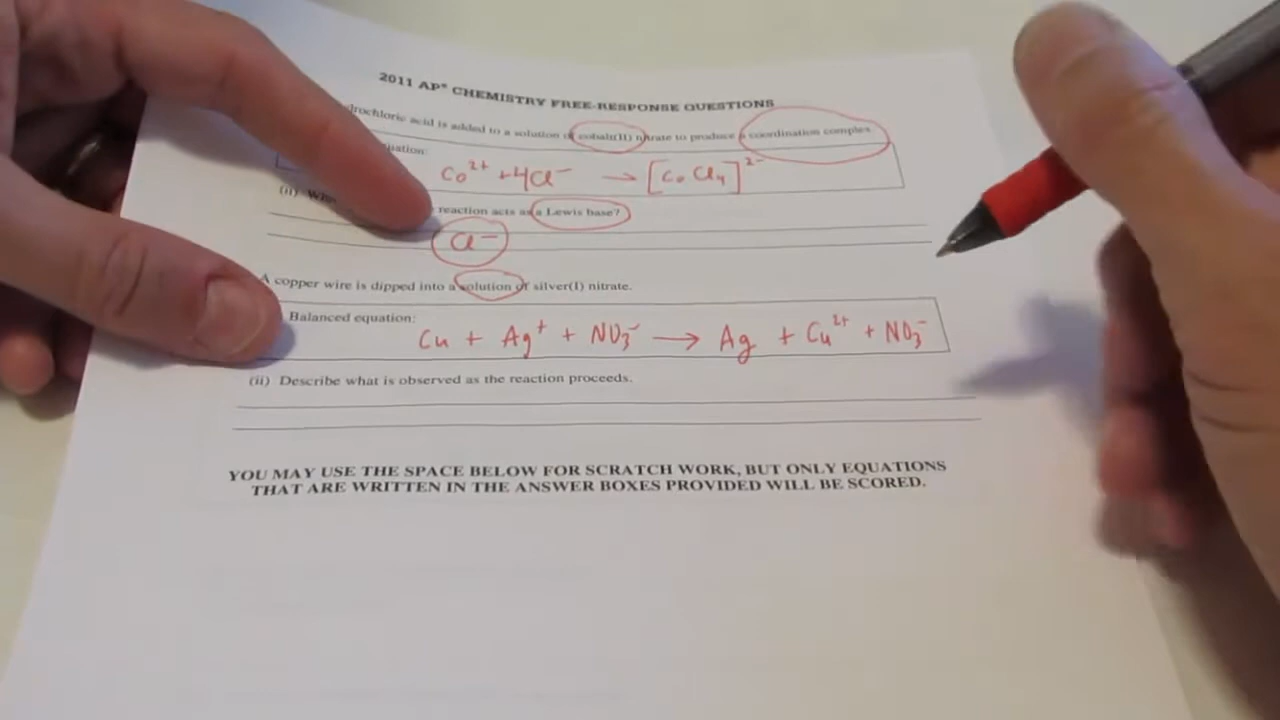 2011 AP® CHEMISTRY FREE-RESPONSE QUESTIONS
acid is added to a solution of cobalt(II) nitrate to produce a coordination complex.
Co²⁺ + 4Cl⁻ → [CoCl₄]²⁻
(ii) reaction acts as a Lewis base?
Cl⁻
A copper wire is dipped into a solution of silver(I) nitrate.
Balanced equation:
Cu + Ag⁺ + NO₃⁻ → Ag + Cu²⁺ + NO₃⁻
(ii) Describe what is observed as the reaction proceeds.
YOU MAY USE THE SPACE BELOW FOR SCRATCH WORK, BUT ONLY EQUATIONS
THAT ARE WRITTEN IN THE ANSWER BOXES PROVIDED WILL BE SCORED.